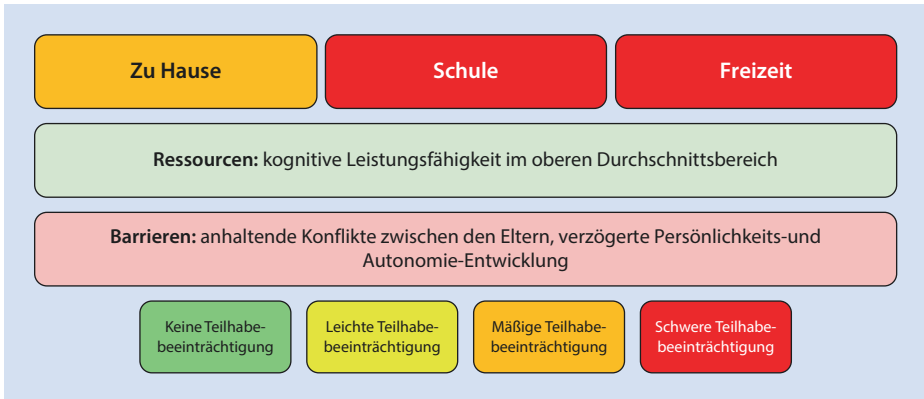 Zu Hause
Schule
Freizeit
Ressourcen: kognitive Leistungsfähigkeit im oberen Durchschnittsbereich
Barrieren: anhaltende Konflikte zwischen den Eltern, verzögerte Persönlichkeits-und
Autonomie-Entwicklung
Keine Teilhabe-
beeinträchtigung
Leichte Teilhabe-
beeinträchtigung
Mäßige Teilhabe-
beeinträchtigung
Schwere Teilhabe-
beeinträchtigung